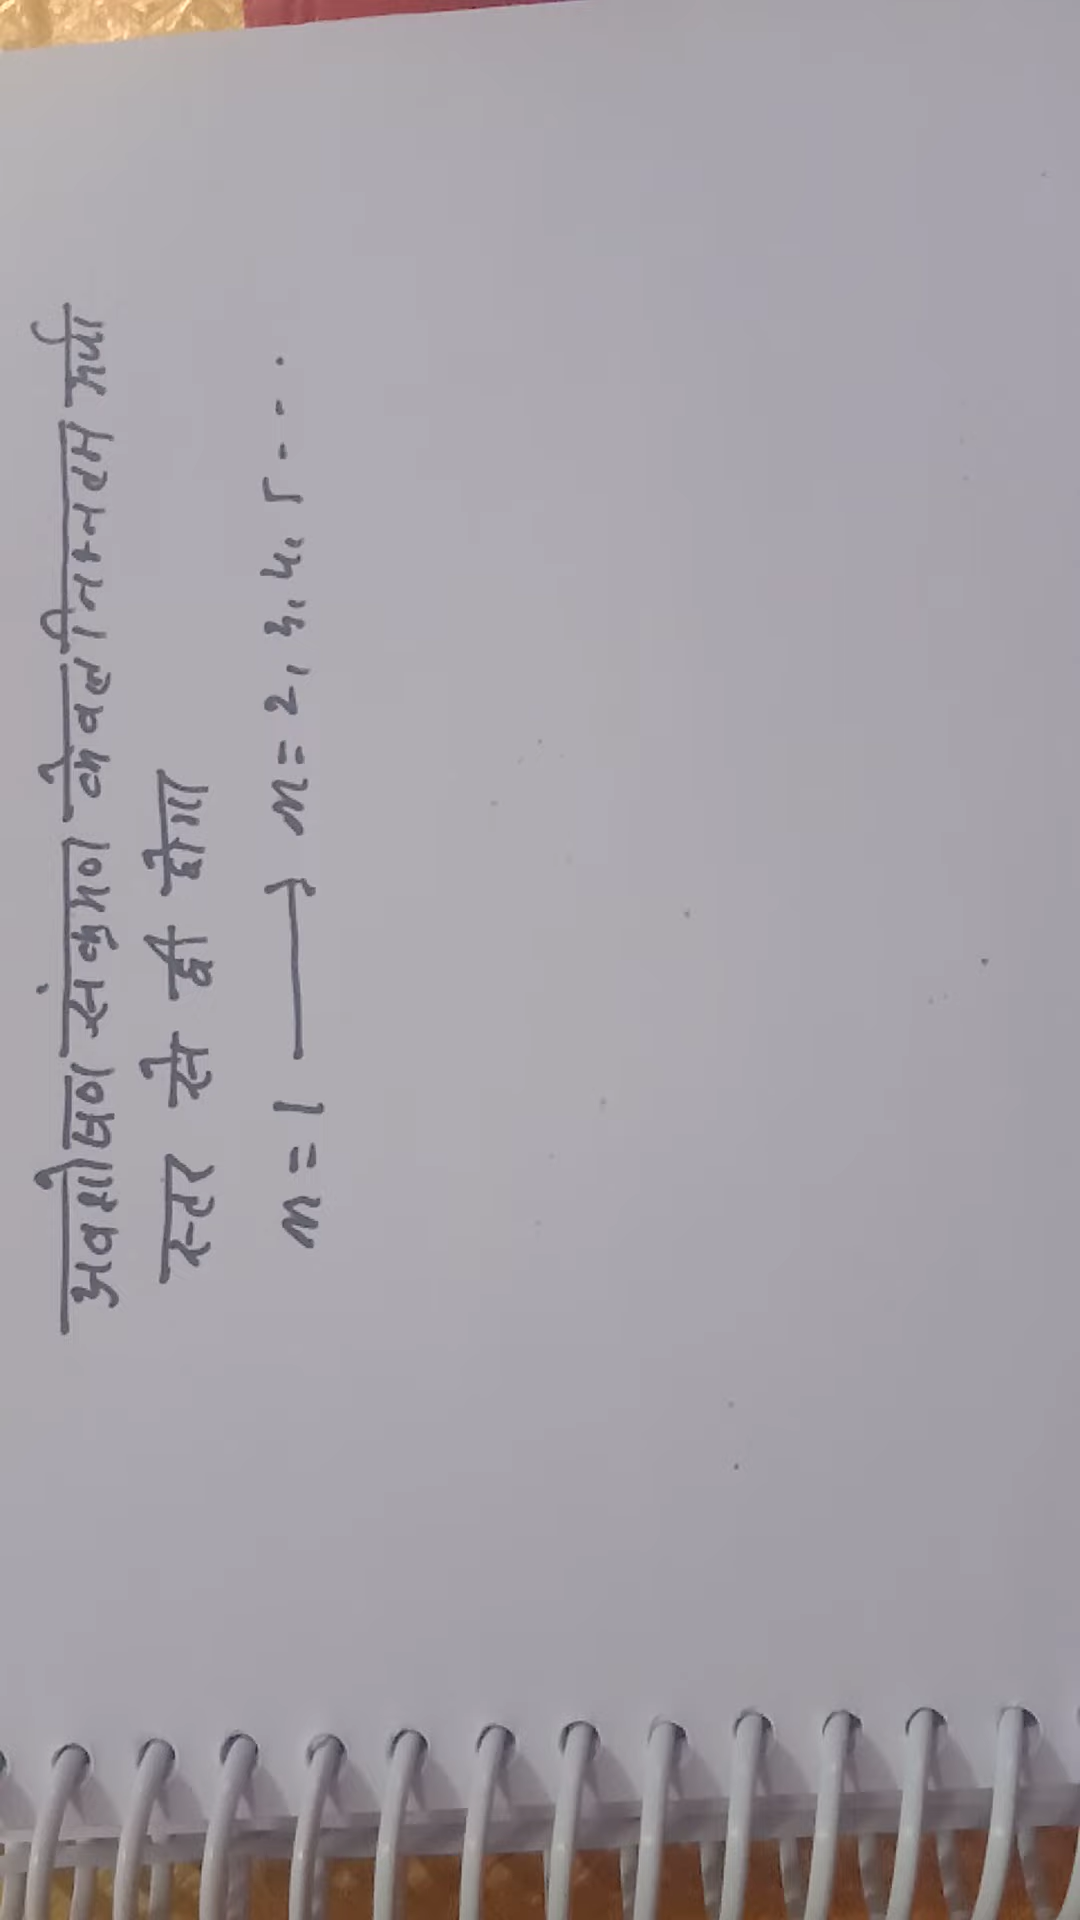 अवशोषण संक्रमण केवल निम्नतम ऊर्जा
स्तर से ही होगा
n = 1 ⟶ n = 2, 3, 4, 5 - - .